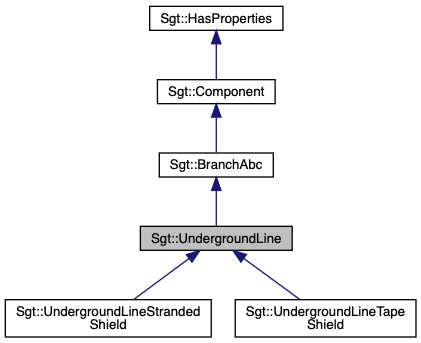 Sgt::HasProperties
Sgt::Component
Sgt::BranchAbc
Sgt::UndergroundLine
Sgt::UndergroundLineStranded
Shield
Sgt::UndergroundLineTape
Shield